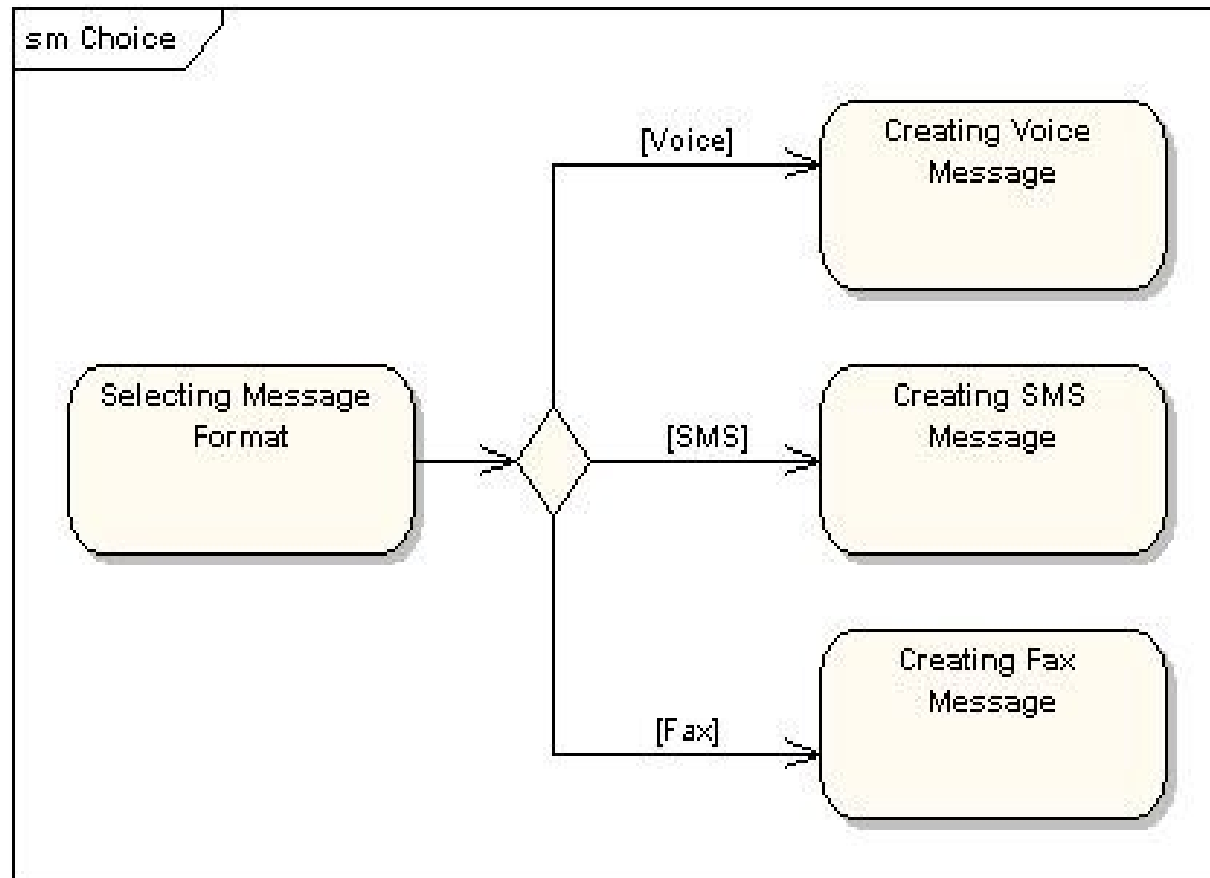 sm Choice
[Voice]
Creating Voice
Message
Selecting Message
Format
[SMS]
Creating SMS
Message
[Fax]
Creating Fax
Message